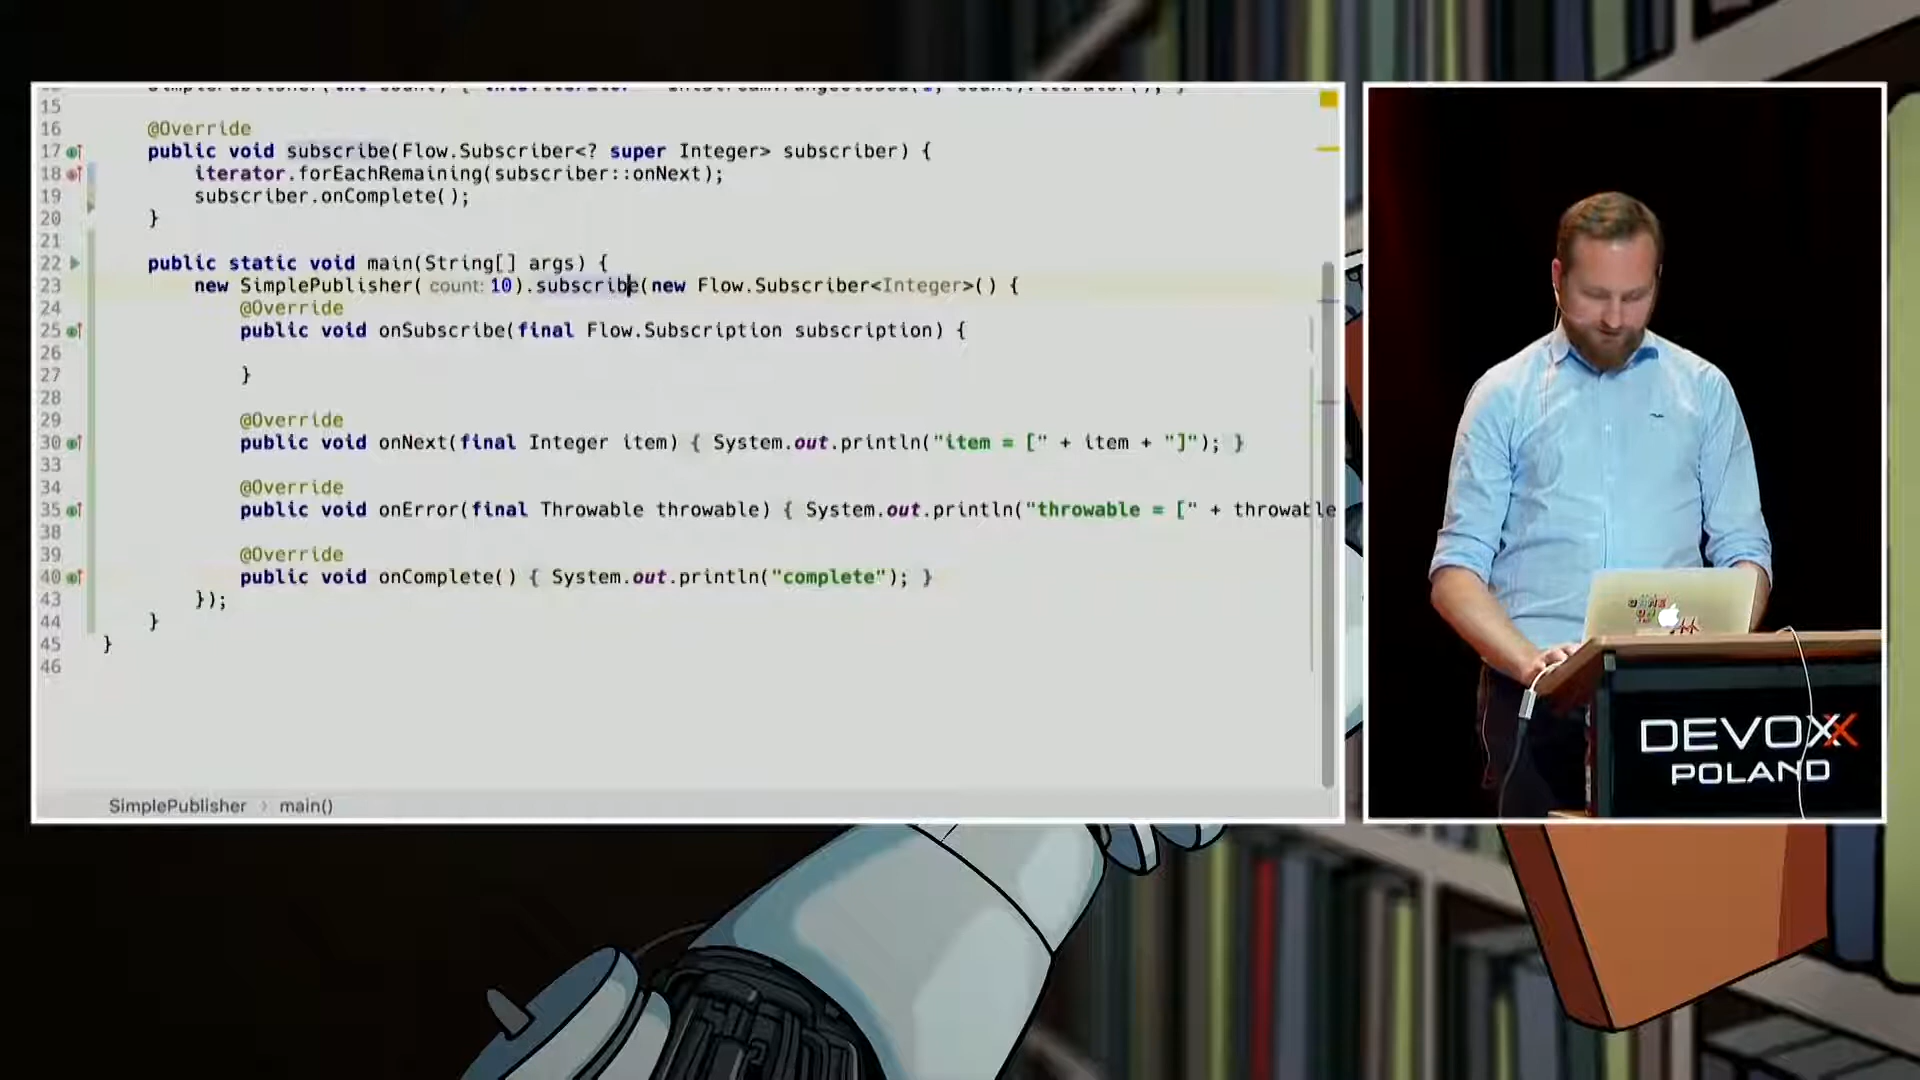 15
16 @Override
17 public void subscribe(Flow.Subscriber<? super Integer> subscriber) {
18 iterator.forEachRemaining(subscriber::onNext);
19 subscriber.onComplete();
20 }
21
22 public static void main(String[] args) {
23 new SimplePublisher( count: 10).subscribe(new Flow.Subscriber<Integer>() {
24 @Override
25 public void onSubscribe(final Flow.Subscription subscription) {
26
27 }
28
29 @Override
30 public void onNext(final Integer item) { System.out.println("item = [" + item + "]"); }
33
34 @Override
35 public void onError(final Throwable throwable) { System.out.println("throwable = [" + throwable
38
39 @Override
40 public void onComplete() { System.out.println("complete"); }
43 });
44 }
45 }
46
SimplePublisher › main()
DEVOXX
POLAND